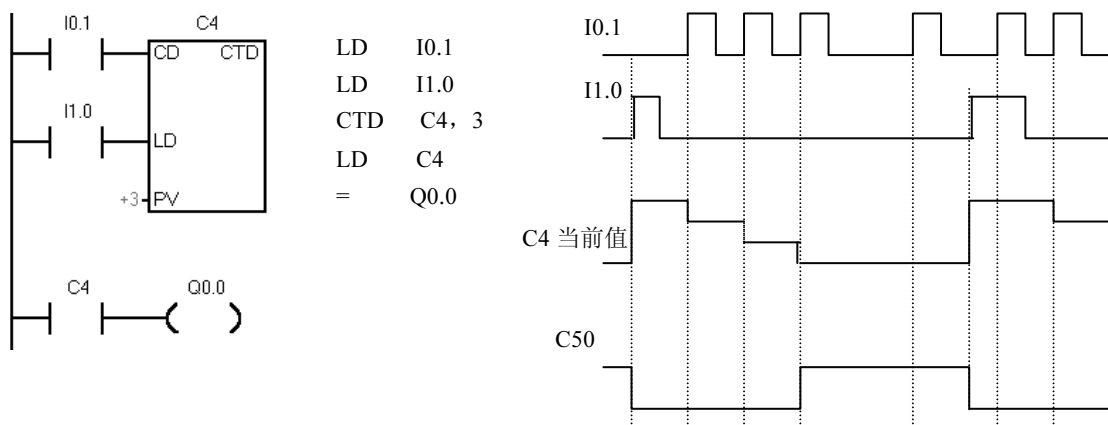 I0.1
C4
CD CTD
I1.0
LD
+3 PV
C4
Q0.0
LD I0.1
LD I1.0
CTD C4，3
LD C4
= Q0.0
I0.1
I1.0
C4 当前值
C50